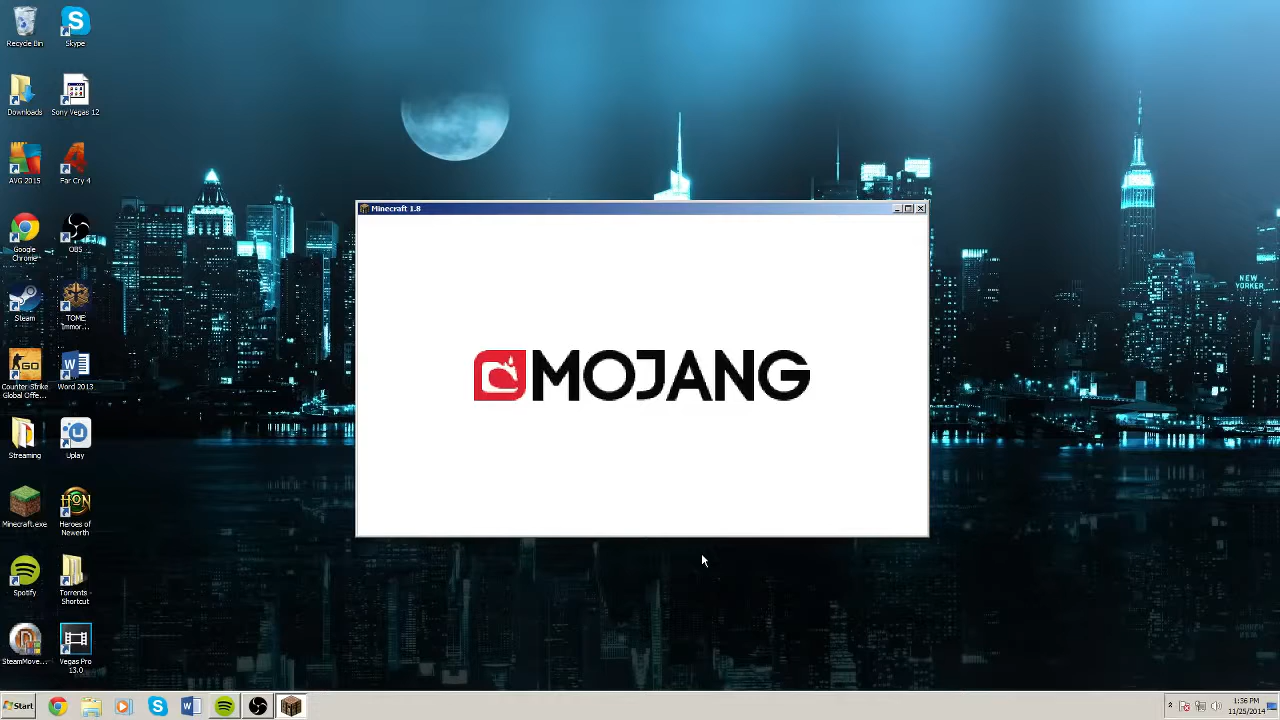 Recycle Bin
Skype
Downloads
Sony Vegas 12
AVG 2015
Far Cry 4
Google
Chrome
OBS
Steam
TOME
Immor...
Counter-Strike
Global Offe...
Word 2013
Streaming
Uplay
Minecraft.exe
Heroes of
Newerth
Spotify
Torrents -
Shortcut
SteamMove...
Vegas Pro
13.0
Minecraft 1.8
MOJANG
NEW
YORKER
Start
1:36 PM
11/25/2014